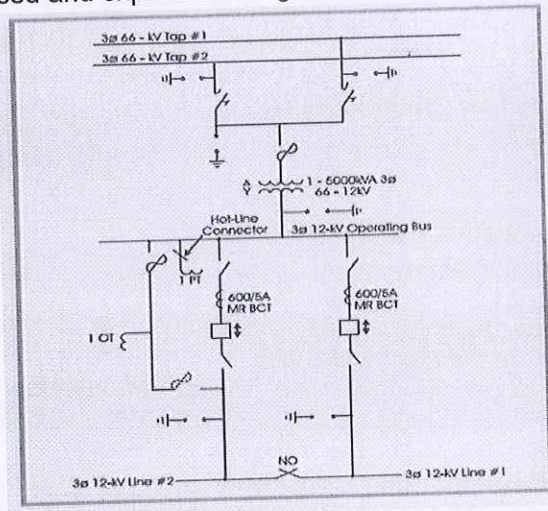 3ø 66 - kV Tap #1
3ø 66 - kV Tap #2
1 - 5000kVA 3ø
66 - 12kV
Hot-Line
Connector
3ø 12-kV Operating Bus
1 PT
600/5A
MR BCT
600/5A
MR BCT
1 OT
NO
3ø 12-kV Line #2
3ø 12-kV Line #1